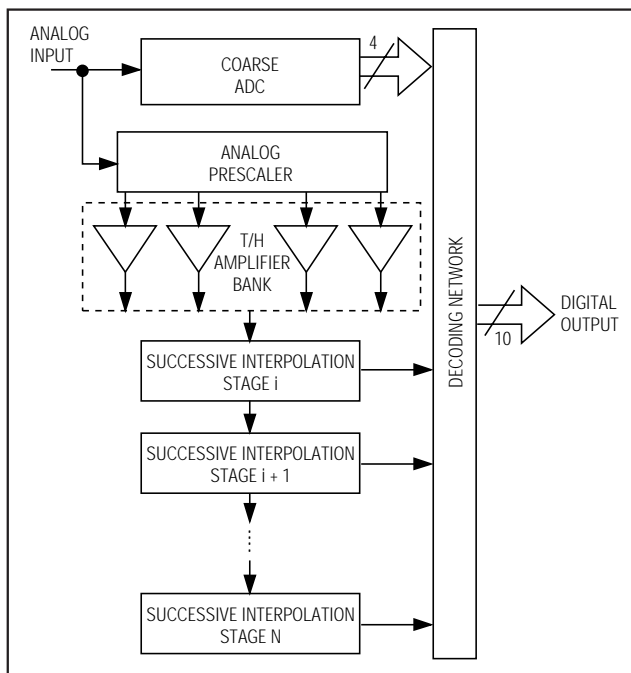 ANALOG
INPUT
4
COARSE
ADC
ANALOG
PRESCALER
T/H
AMPLIFIER
BANK
DECODING NETWORK
DIGITAL
OUTPUT
10
SUCCESSIVE INTERPOLATION
STAGE i
SUCCESSIVE INTERPOLATION
STAGE i + 1
SUCCESSIVE INTERPOLATION
STAGE N